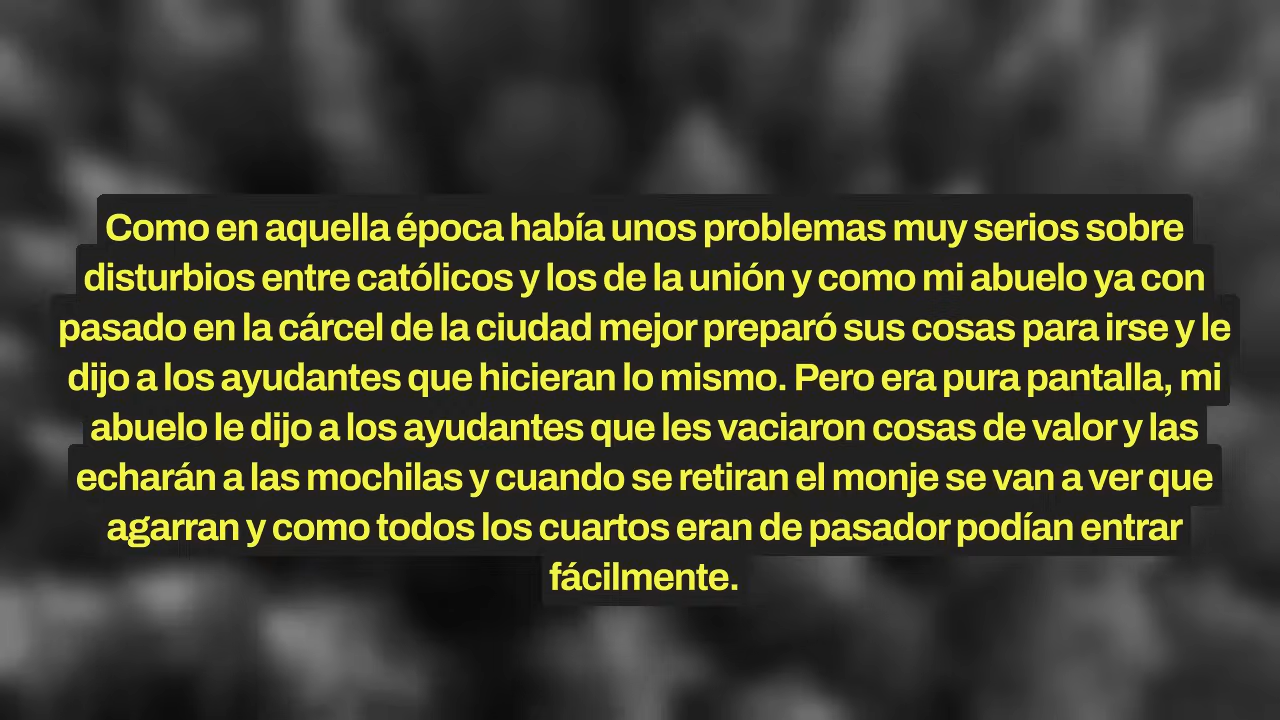 Como en aquella época había unos problemas muy serios sobre
disturbios entre católicos y los de la unión y como mi abuelo ya con
pasado en la cárcel de la ciudad mejor preparó sus cosas para irse y le
dijo a los ayudantes que hicieran lo mismo. Pero era pura pantalla, mi
abuelo le dijo a los ayudantes que les vaciaron cosas de valor y las
echarán a las mochilas y cuando se retiran el monje se van a ver que
agarran y como todos los cuartos eran de pasador podían entrar
fácilmente.